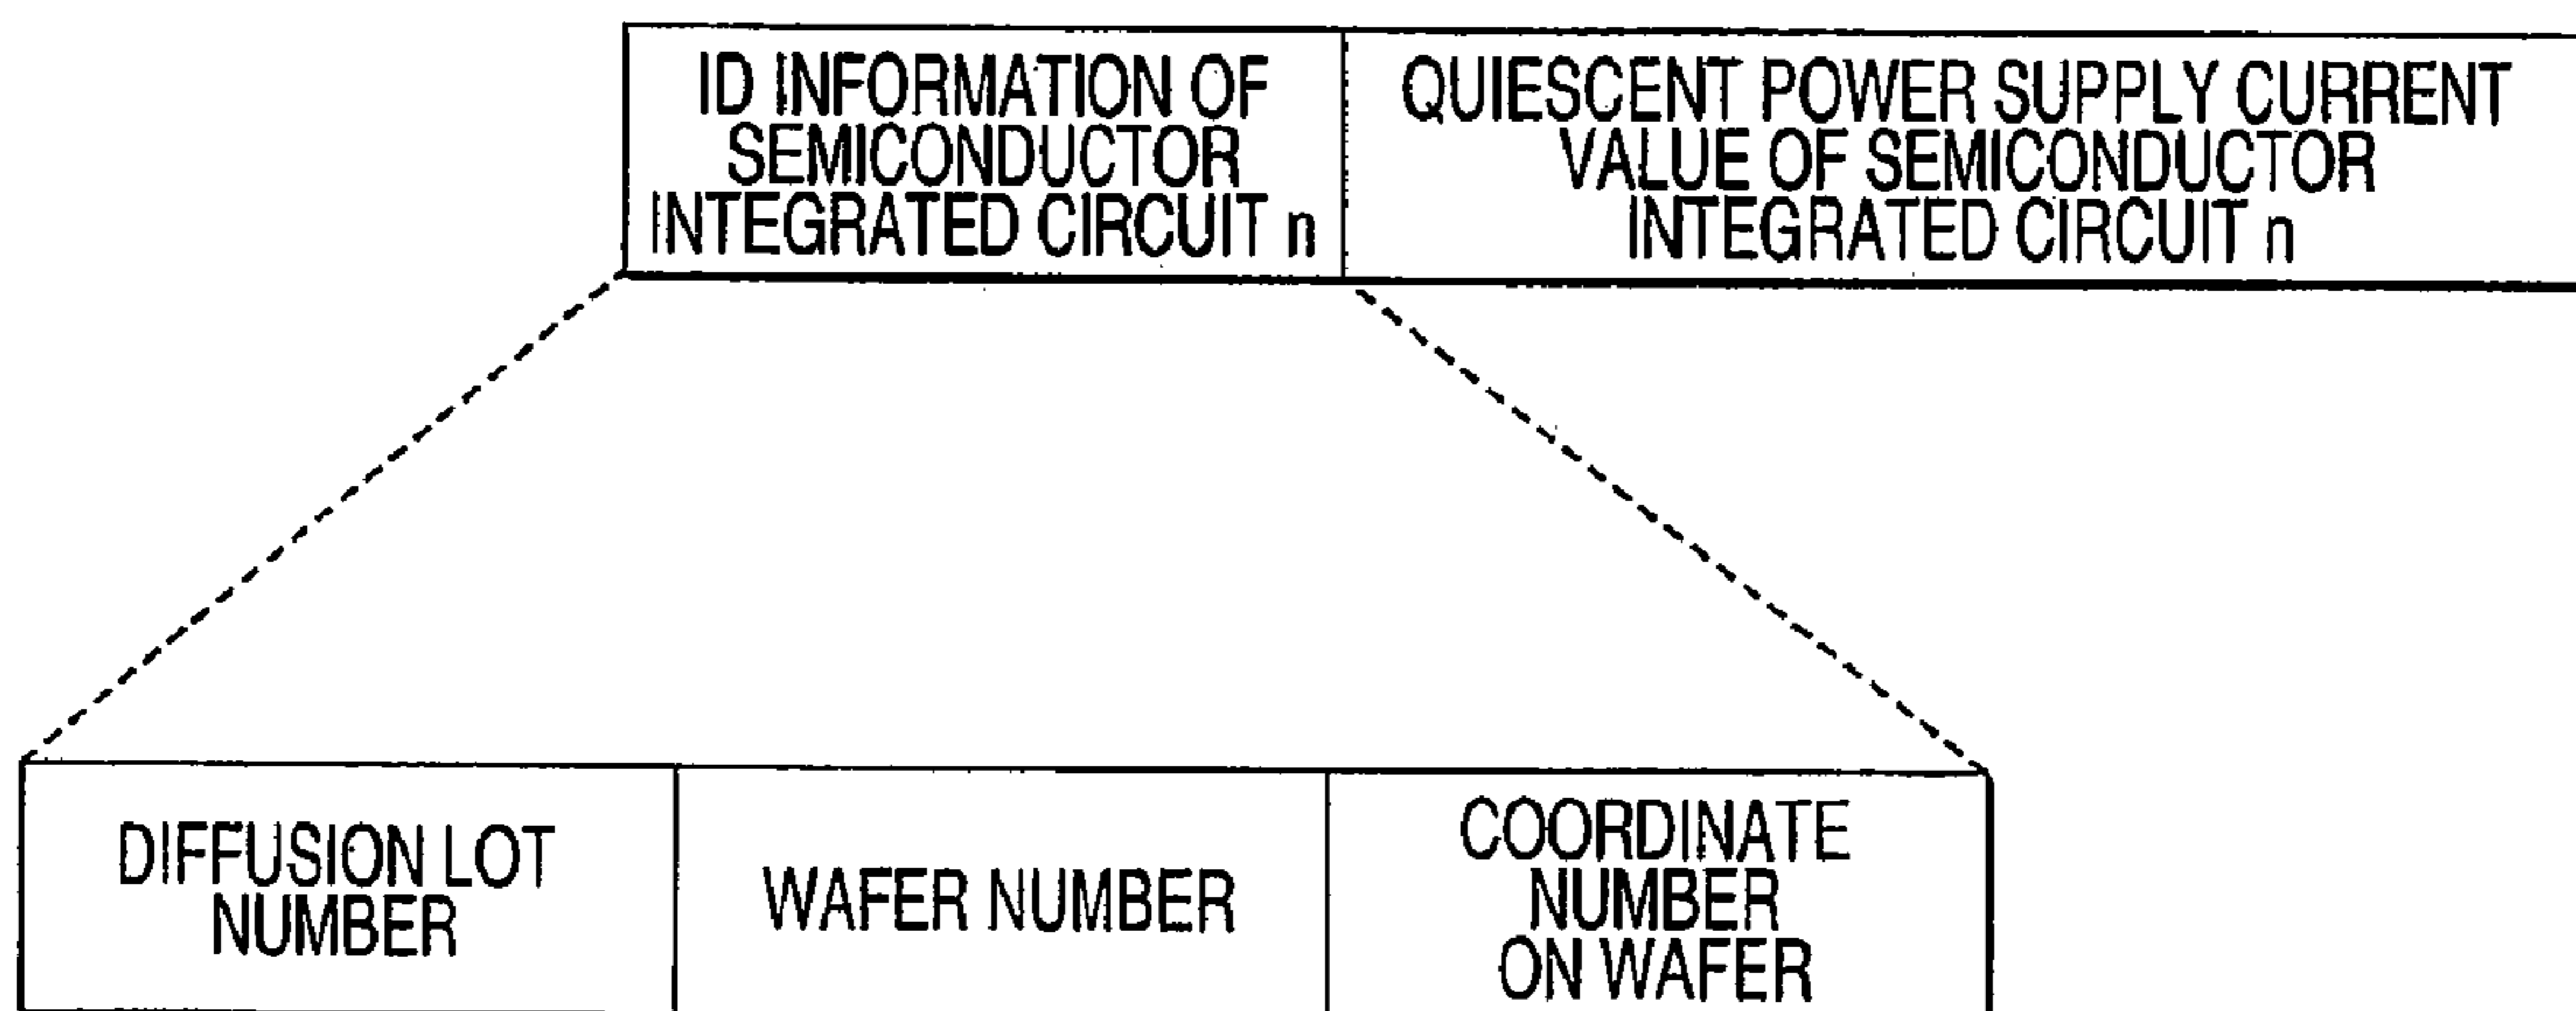 ID INFORMATION OF
SEMICONDUCTOR
INTEGRATED CIRCUIT n
QUIESCENT POWER SUPPLY CURRENT
VALUE OF SEMICONDUCTOR
INTEGRATED CIRCUIT n
DIFFUSION LOT
NUMBER
WAFER NUMBER
COORDINATE
NUMBER
ON WAFER